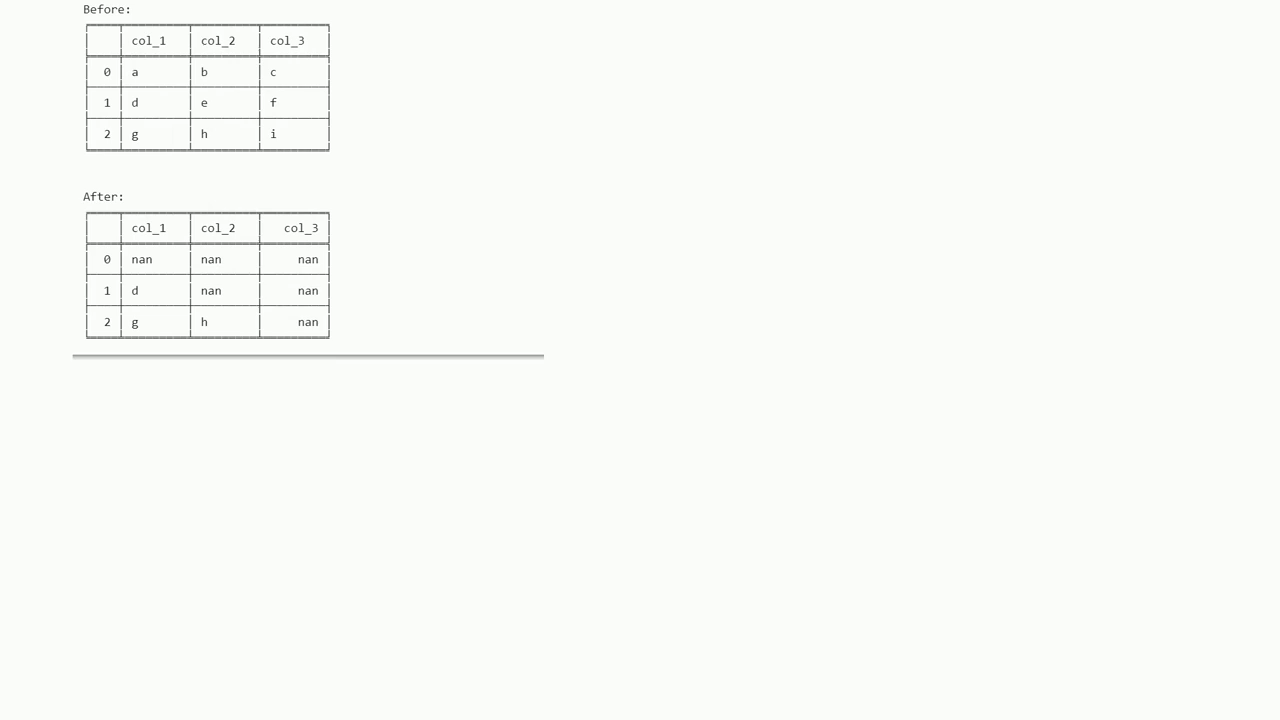 Before:
col_1 col_2 col_3
0 a b c
1 d e f
2 g h i
After:
col_1 col_2 col_3
0 nan nan nan
1 d nan nan
2 g h nan